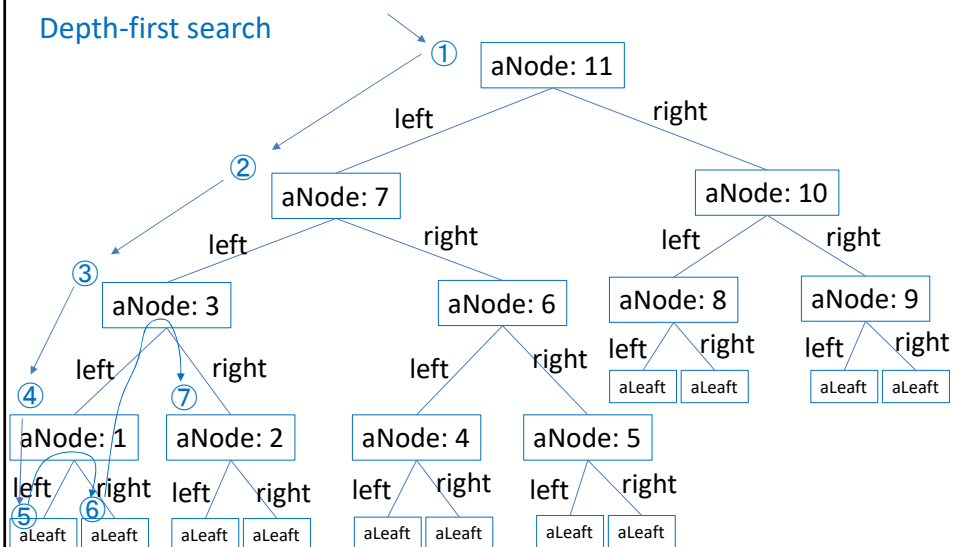 Depth-first search
①
aNode: 11
left
right
②
aNode: 7
aNode: 10
left
right
left
right
③
aNode: 3
aNode: 6
aNode: 8
aNode: 9
left
right
left
right
left
right
left
right
④
⑦
aLeaft
aLeaft
aLeaft
aLeaft
aNode: 1
aNode: 2
aNode: 4
aNode: 5
left
right
left
right
left
right
left
right
⑤
⑥
aLeaft
aLeaft
aLeaft
aLeaft
aLeaft
aLeaft
aLeaft
aLeaft